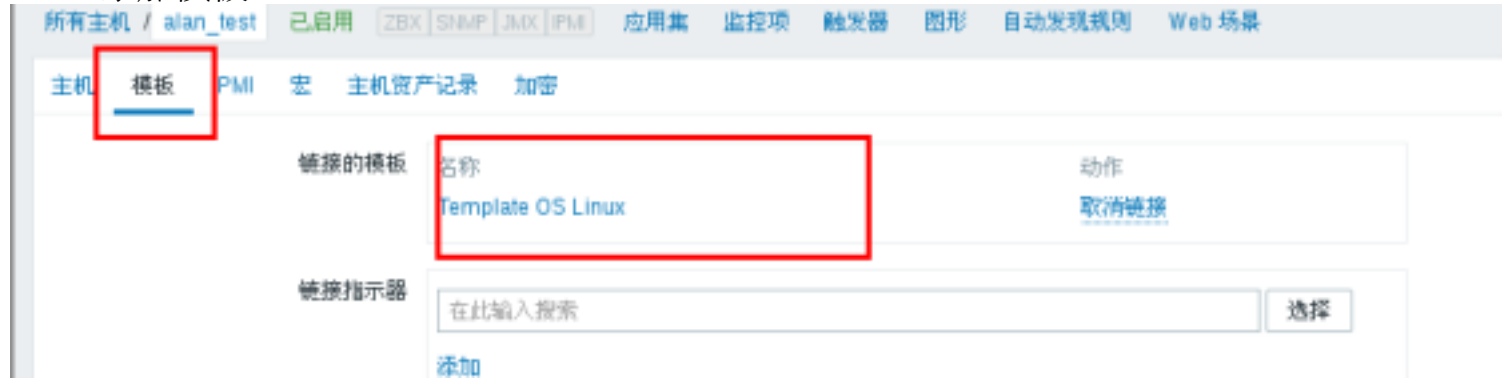 所有主机 / alan_test 已启用 ZBX SNMP JMX IPMI 应用集 监控项 触发器 图形 自动发现规则 Web 场景
主机 模板 PMI 宏 主机资产记录 加密
链接的模板 名称 动作
Template OS Linux 取消链接
链接指示器 在此输入搜索 选择
添加